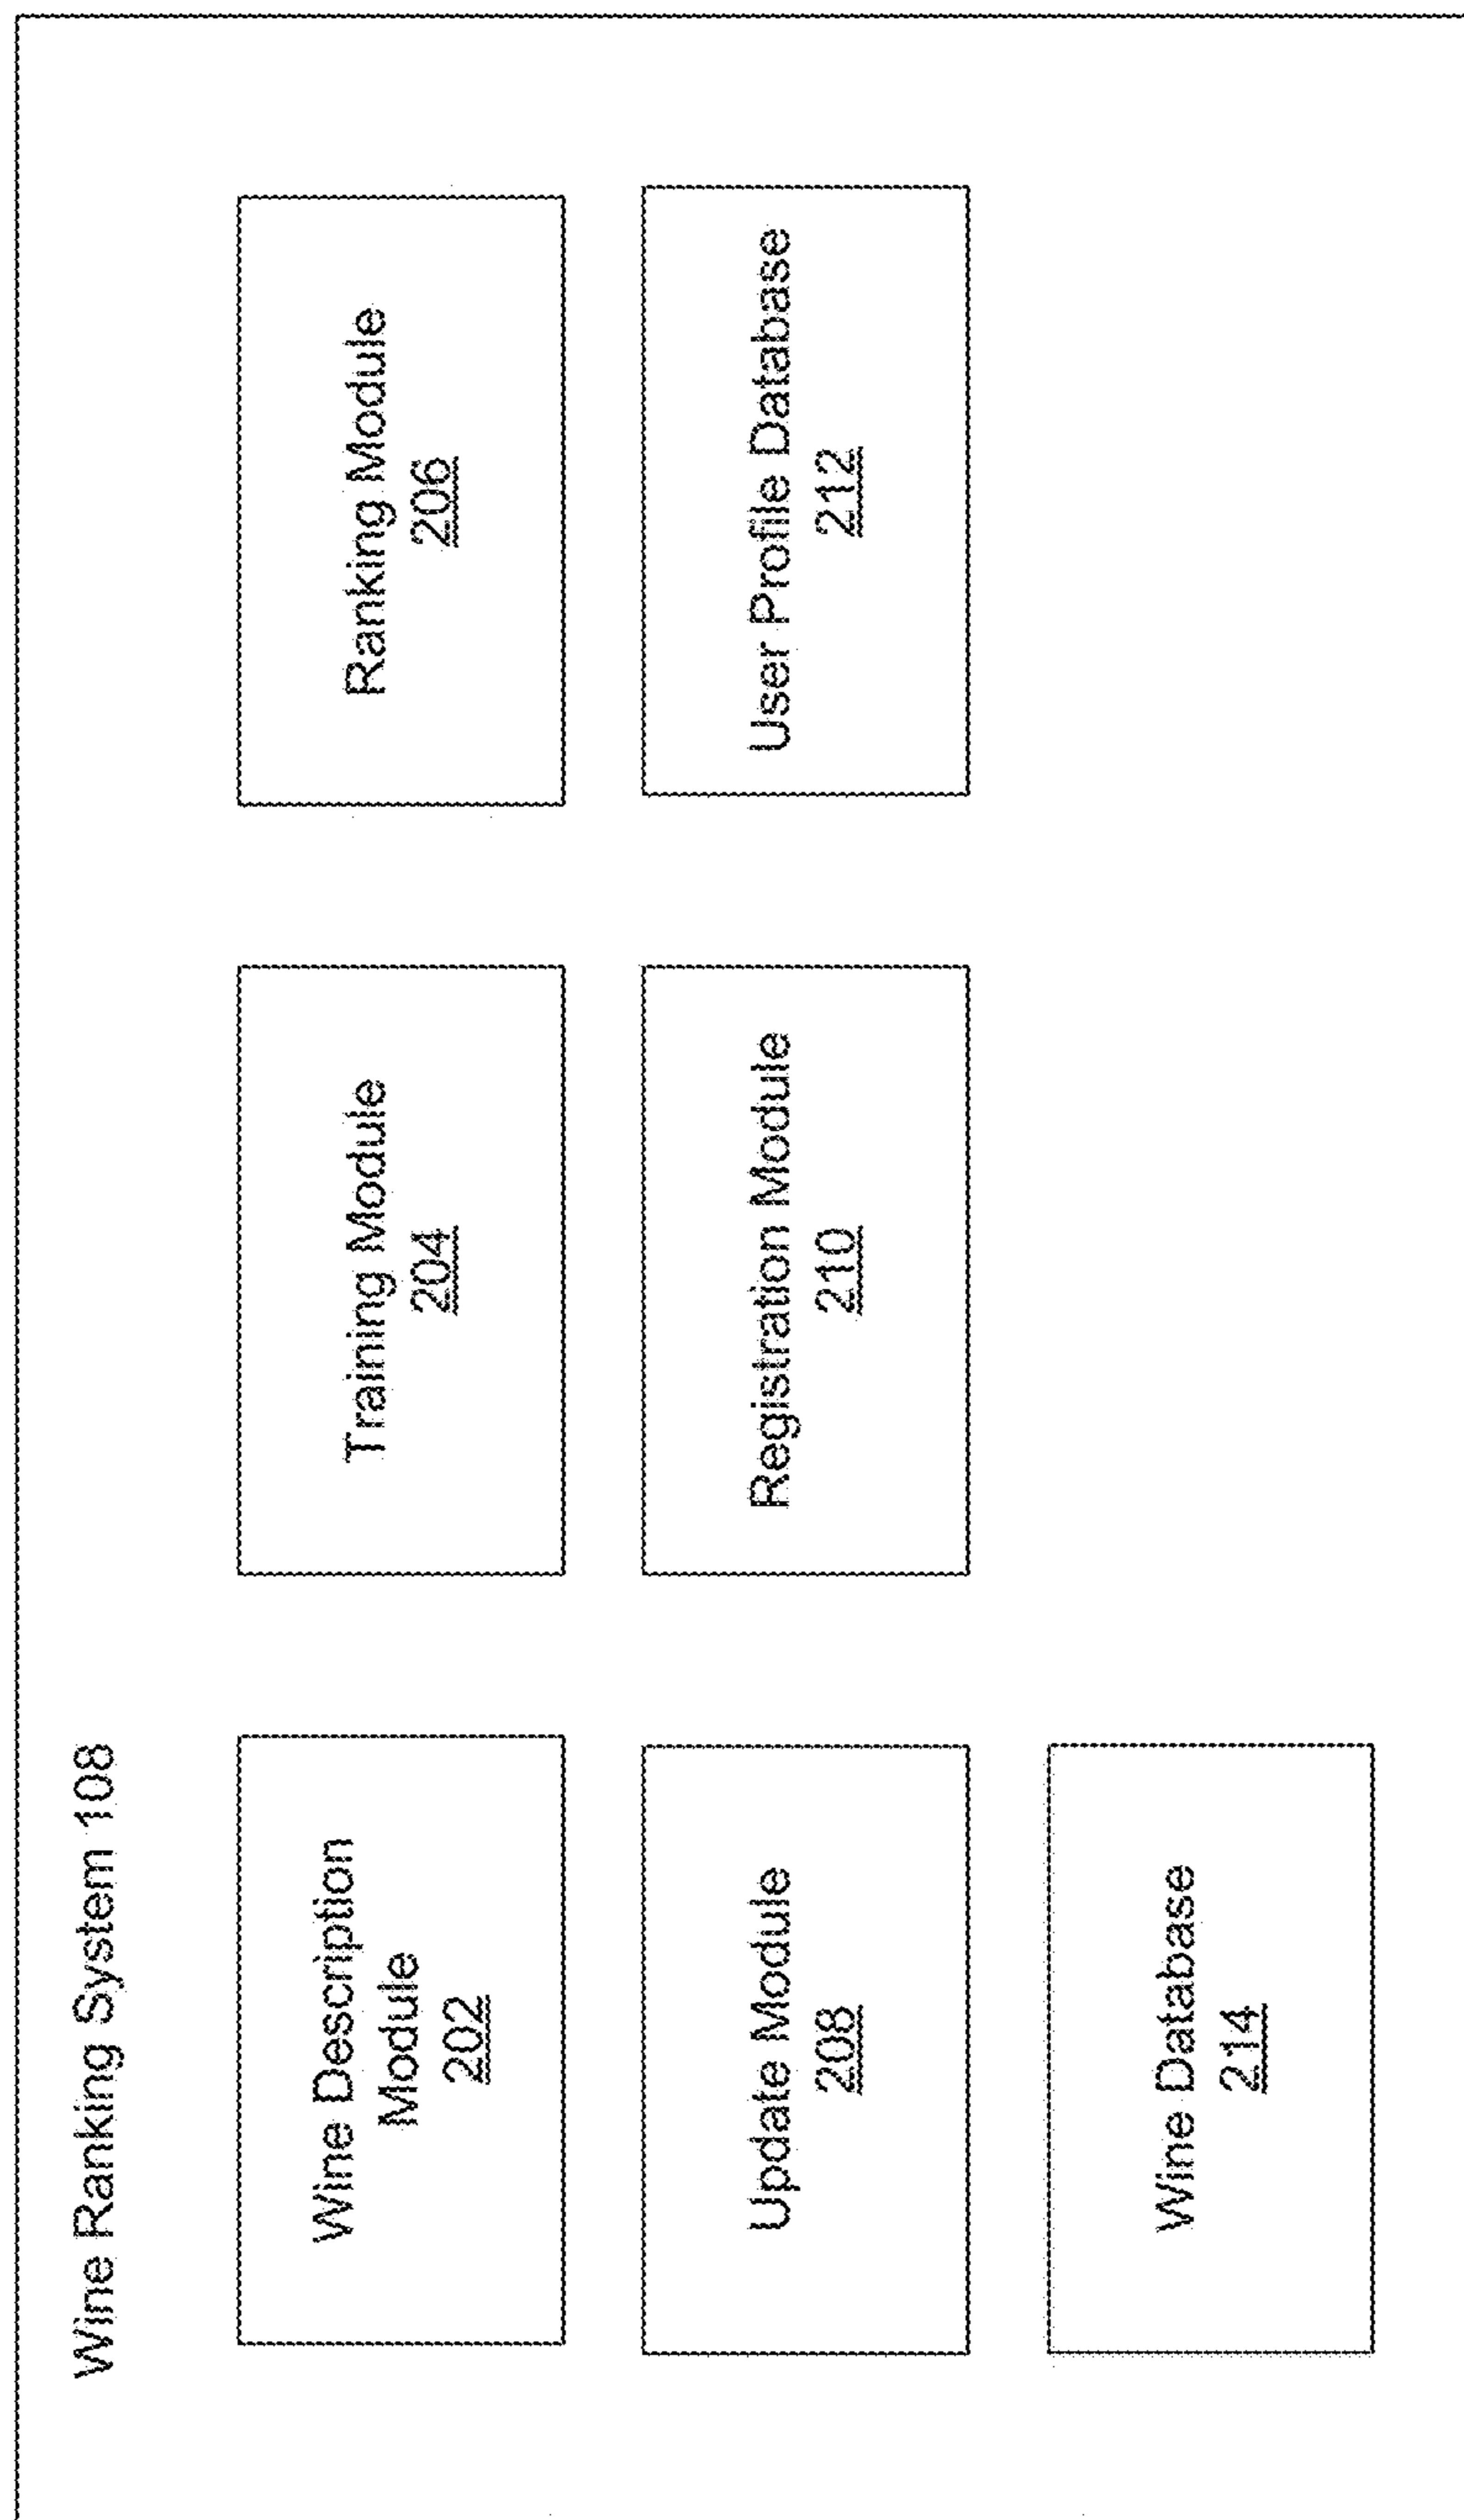 Wine Ranking System 108
Wine Description
Module
202
Training Module
204
Ranking Module
206
Update Module
208
Registration Module
210
User Profile Database
212
Wine Database
214